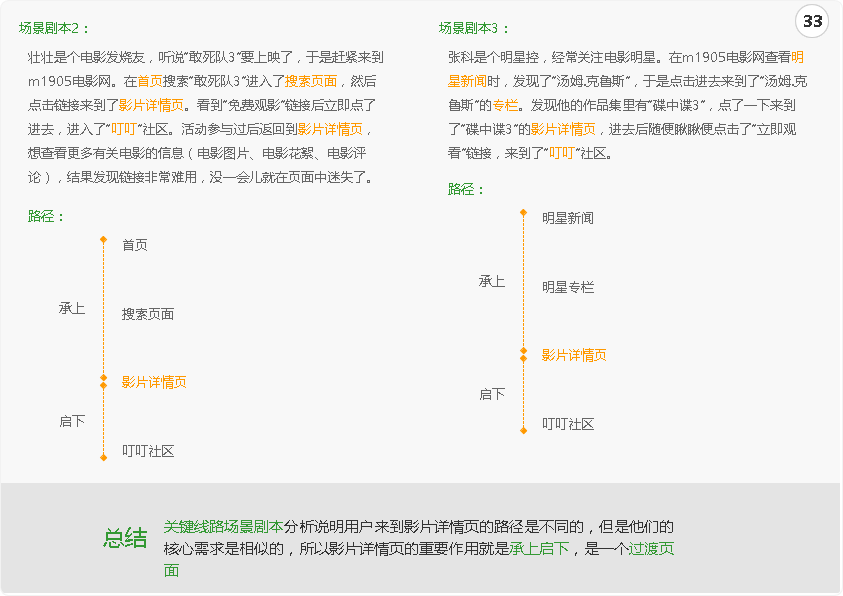 33
场景剧本2：
壮壮是个电影发烧友，听说"敢死队3"要上映了，于是赶紧来到
m1905电影网。在首页搜索"敢死队3"进入了搜索页面，然后
点击链接来到了影片详情页。看到"免费观影"链接后立即点了
进去，进入了"叮叮"社区。活动参与过后返回到影片详情页，
想查看更多有关电影的信息（电影图片、电影花絮、电影评
论），结果发现链接非常难用，没一会儿就在页面中迷失了。
路径：
首页
承上
搜索页面
影片详情页
启下
叮叮社区
场景剧本3：
张科是个明星控，经常关注电影明星。在m1905电影网查看明
星新闻时，发现了"汤姆.克鲁斯"，于是点击进去来到了"汤姆.克
鲁斯"的专栏。发现他的作品集里有"碟中谍3"，点了一下来到
了"碟中谍3"的影片详情页，进去后随便瞅瞅便点击了"立即观
看"链接，来到了"叮叮"社区。
路径：
明星新闻
承上
明星专栏
影片详情页
启下
叮叮社区
总结
关键线路场景剧本分析说明用户来到影片详情页的路径是不同的，但是他们的
核心需求是相似的，所以影片详情页的重要作用就是承上启下，是一个过渡页
面